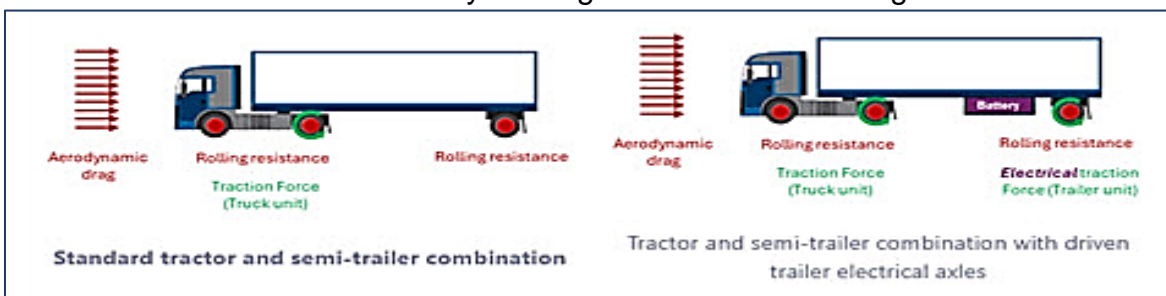 Aerodynamic
drag
Rolling resistance
Traction Force
(Truck unit)
Rolling resistance
Standard tractor and semi-trailer combination
Battery
Aerodynamic
drag
Rolling resistance
Traction Force
(Truck unit)
Rolling resistance
Electrical traction
Force (Trailer unit)
Tractor and semi-trailer combination with driven
trailer electrical axles